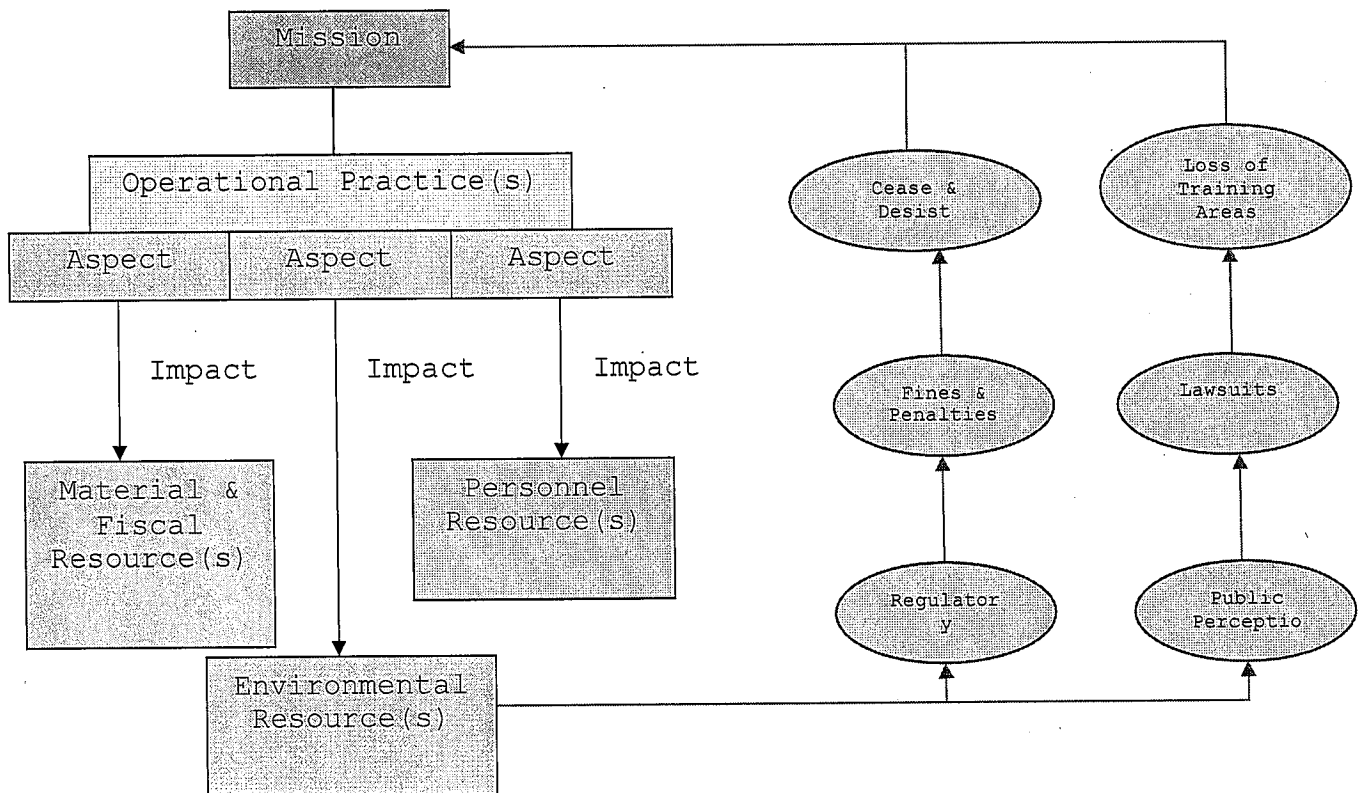 Mission
Operational Practice(s)
Aspect
Aspect
Aspect
Impact
Impact
Impact
Material &
Fiscal
Resource(s)
Personnel
Resource(s)
Environmental
Resource(s)
Cease &
Desist
Loss of
Training
Areas
Fines &
Penalties
Lawsuits
Regulator
y
Public
Perceptio